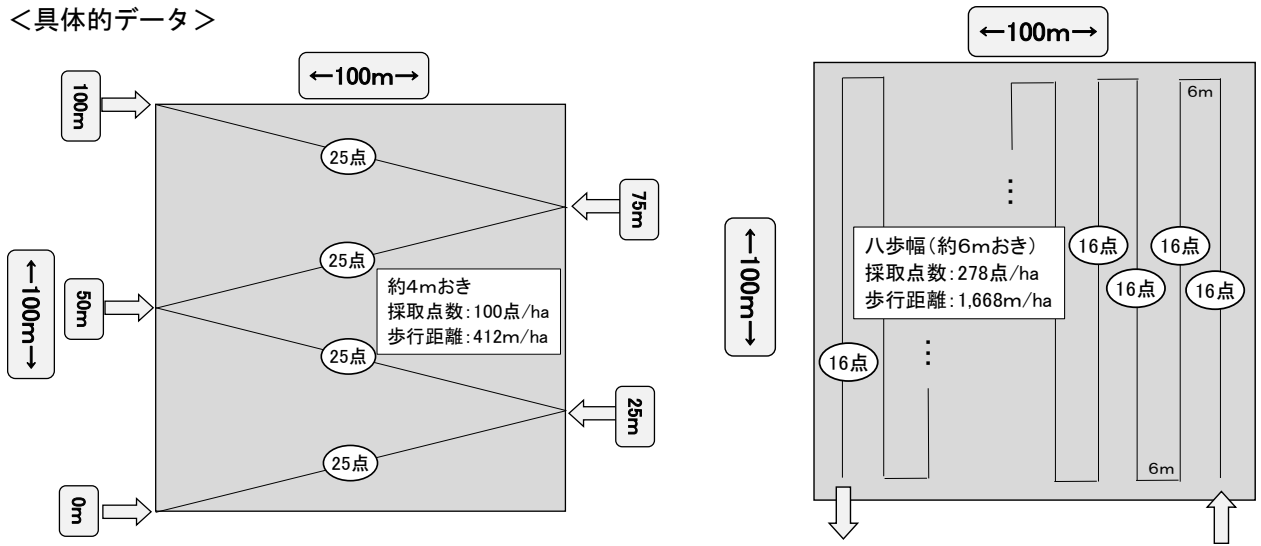 ＜具体的データ＞
←100m→
100m
25点
75m
25点
←100m→
50m
約4mおき
採取点数：100点/ha
歩行距離：412m/ha
25点
25m
25点
0m
←100m→
6m
⋮
←100m→
八歩幅（約6mおき）
採取点数：278点/ha
歩行距離：1,668m/ha
16点
16点
16点
16点
⋮
16点
6m